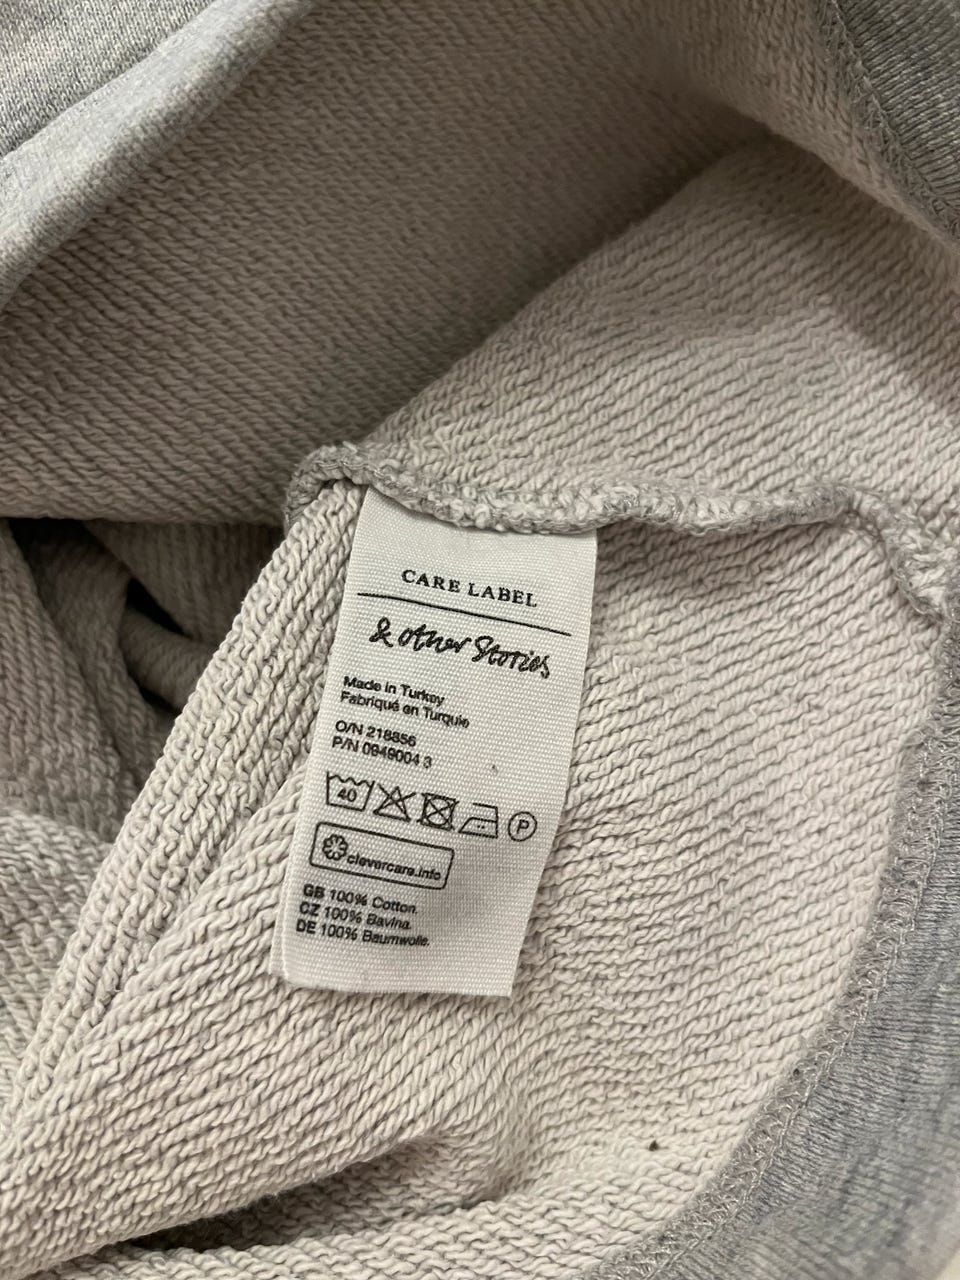 CARE LABEL
& other Stories
Made in Turkey
Fabriqué en Turquie
O/N 218856
P/N 0949004 3
40 P
clevercare.info
GB 100% Cotton.
CZ 100% Bavlna.
DE 100% Baumwolle.